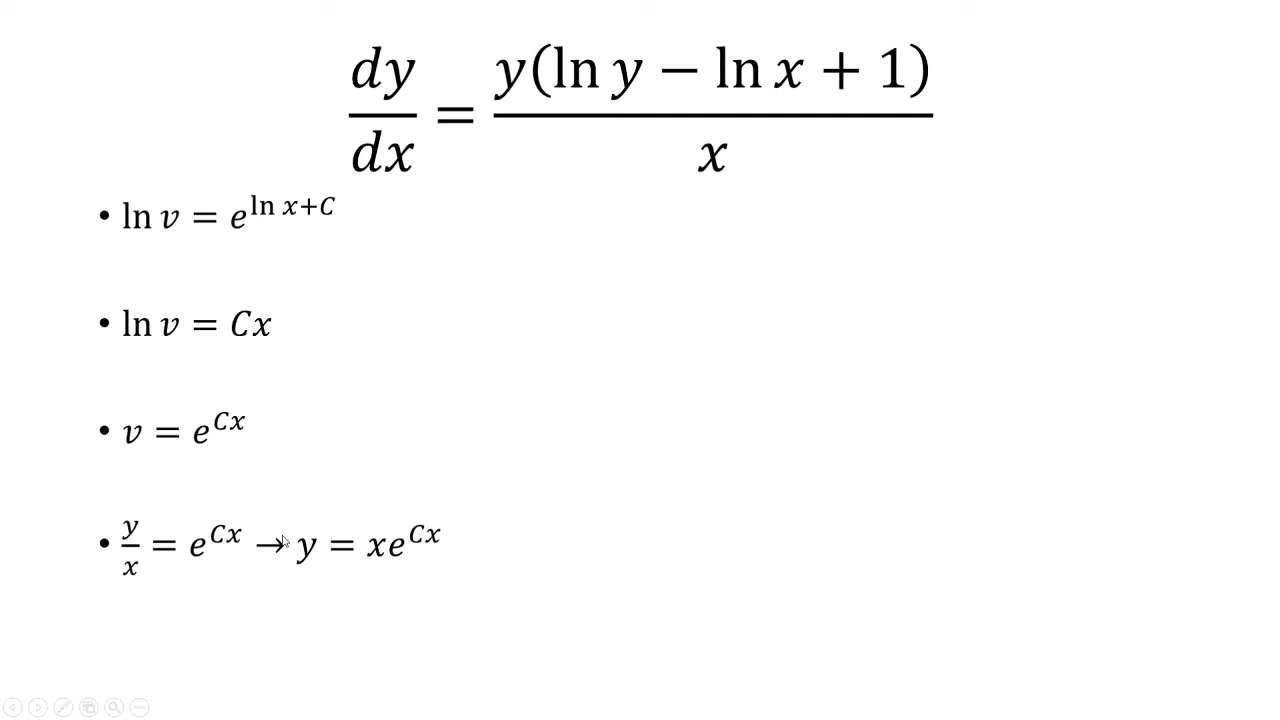 dy/dx = y(ln y − ln x + 1)/x
• ln v = e^(ln x+C)
• ln v = Cx
• v = e^(Cx)
• y/x = e^(Cx) → y = xe^(Cx)